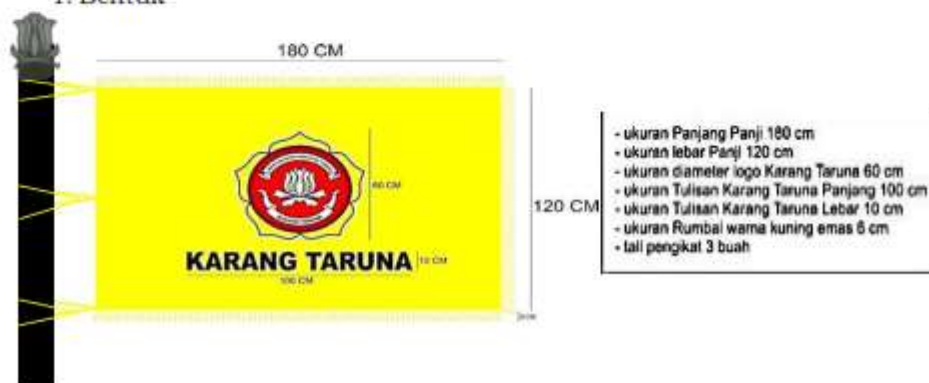 1. Bentuk
180 CM
60 CM
KARANG TARUNA
10 CM
100 CM
120 CM
- ukuran Panjang Panji 180 cm
- ukuran lebar Panji 120 cm
- ukuran diameter logo Karang Taruna 60 cm
- ukuran Tulisan Karang Taruna Panjang 100 cm
- ukuran Tulisan Karang Taruna Lebar 10 cm
- ukuran Rumbai warna kuning emas 6 cm
- tali pengikat 3 buah